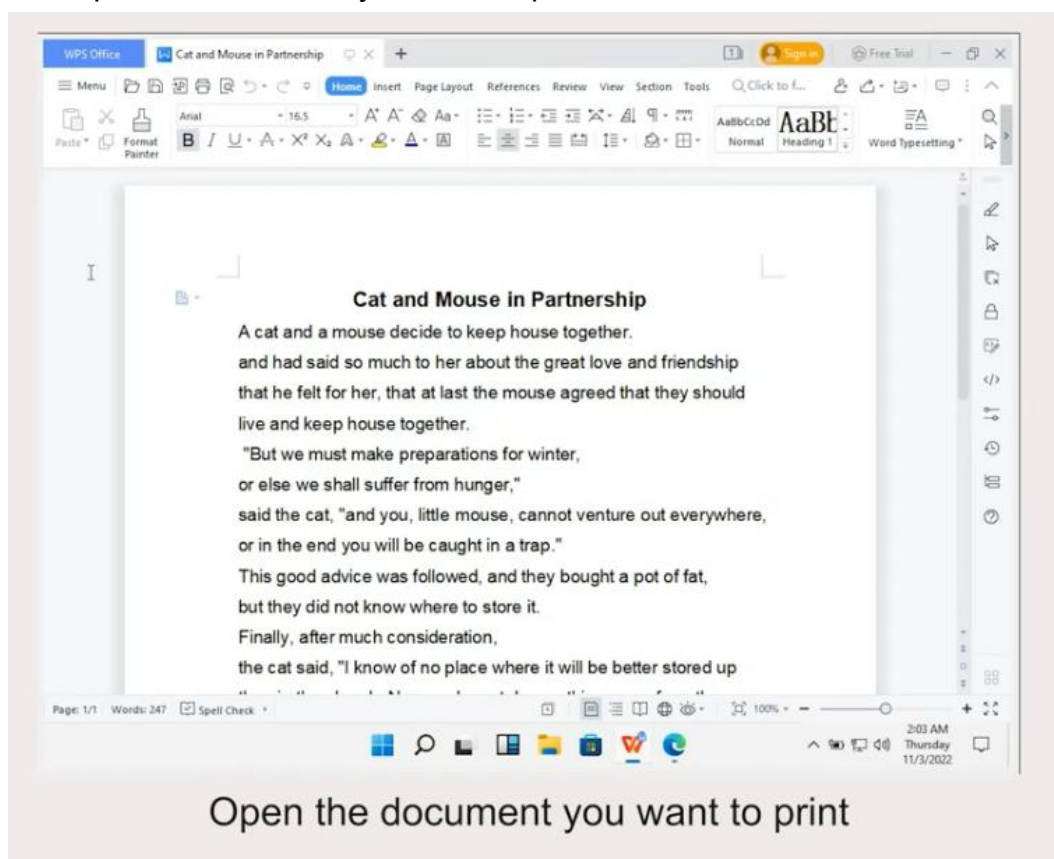 WPS Office
Cat and Mouse in Partnership
Sign in
Free Trial
Menu
Home Insert Page Layout References Review View Section Tools
Click to f...
Paste
Format
Painter
Arial
16.5
AaBbCcDd
Normal
AaBb
Heading 1
Word Typesetting
Cat and Mouse in Partnership
A cat and a mouse decide to keep house together.
and had said so much to her about the great love and friendship
that he felt for her, that at last the mouse agreed that they should
live and keep house together.
"But we must make preparations for winter,
or else we shall suffer from hunger,"
said the cat, "and you, little mouse, cannot venture out everywhere,
or in the end you will be caught in a trap."
This good advice was followed, and they bought a pot of fat,
but they did not know where to store it.
Finally, after much consideration,
the cat said, "I know of no place where it will be better stored up
Page: 1/1 Words: 247 Spell Check
100%
2:03 AM
Thursday
11/3/2022
Open the document you want to print